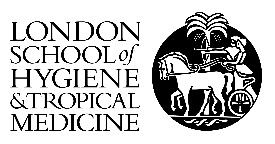 LONDON
SCHOOL of
HYGIENE
& TROPICAL
MEDICINE